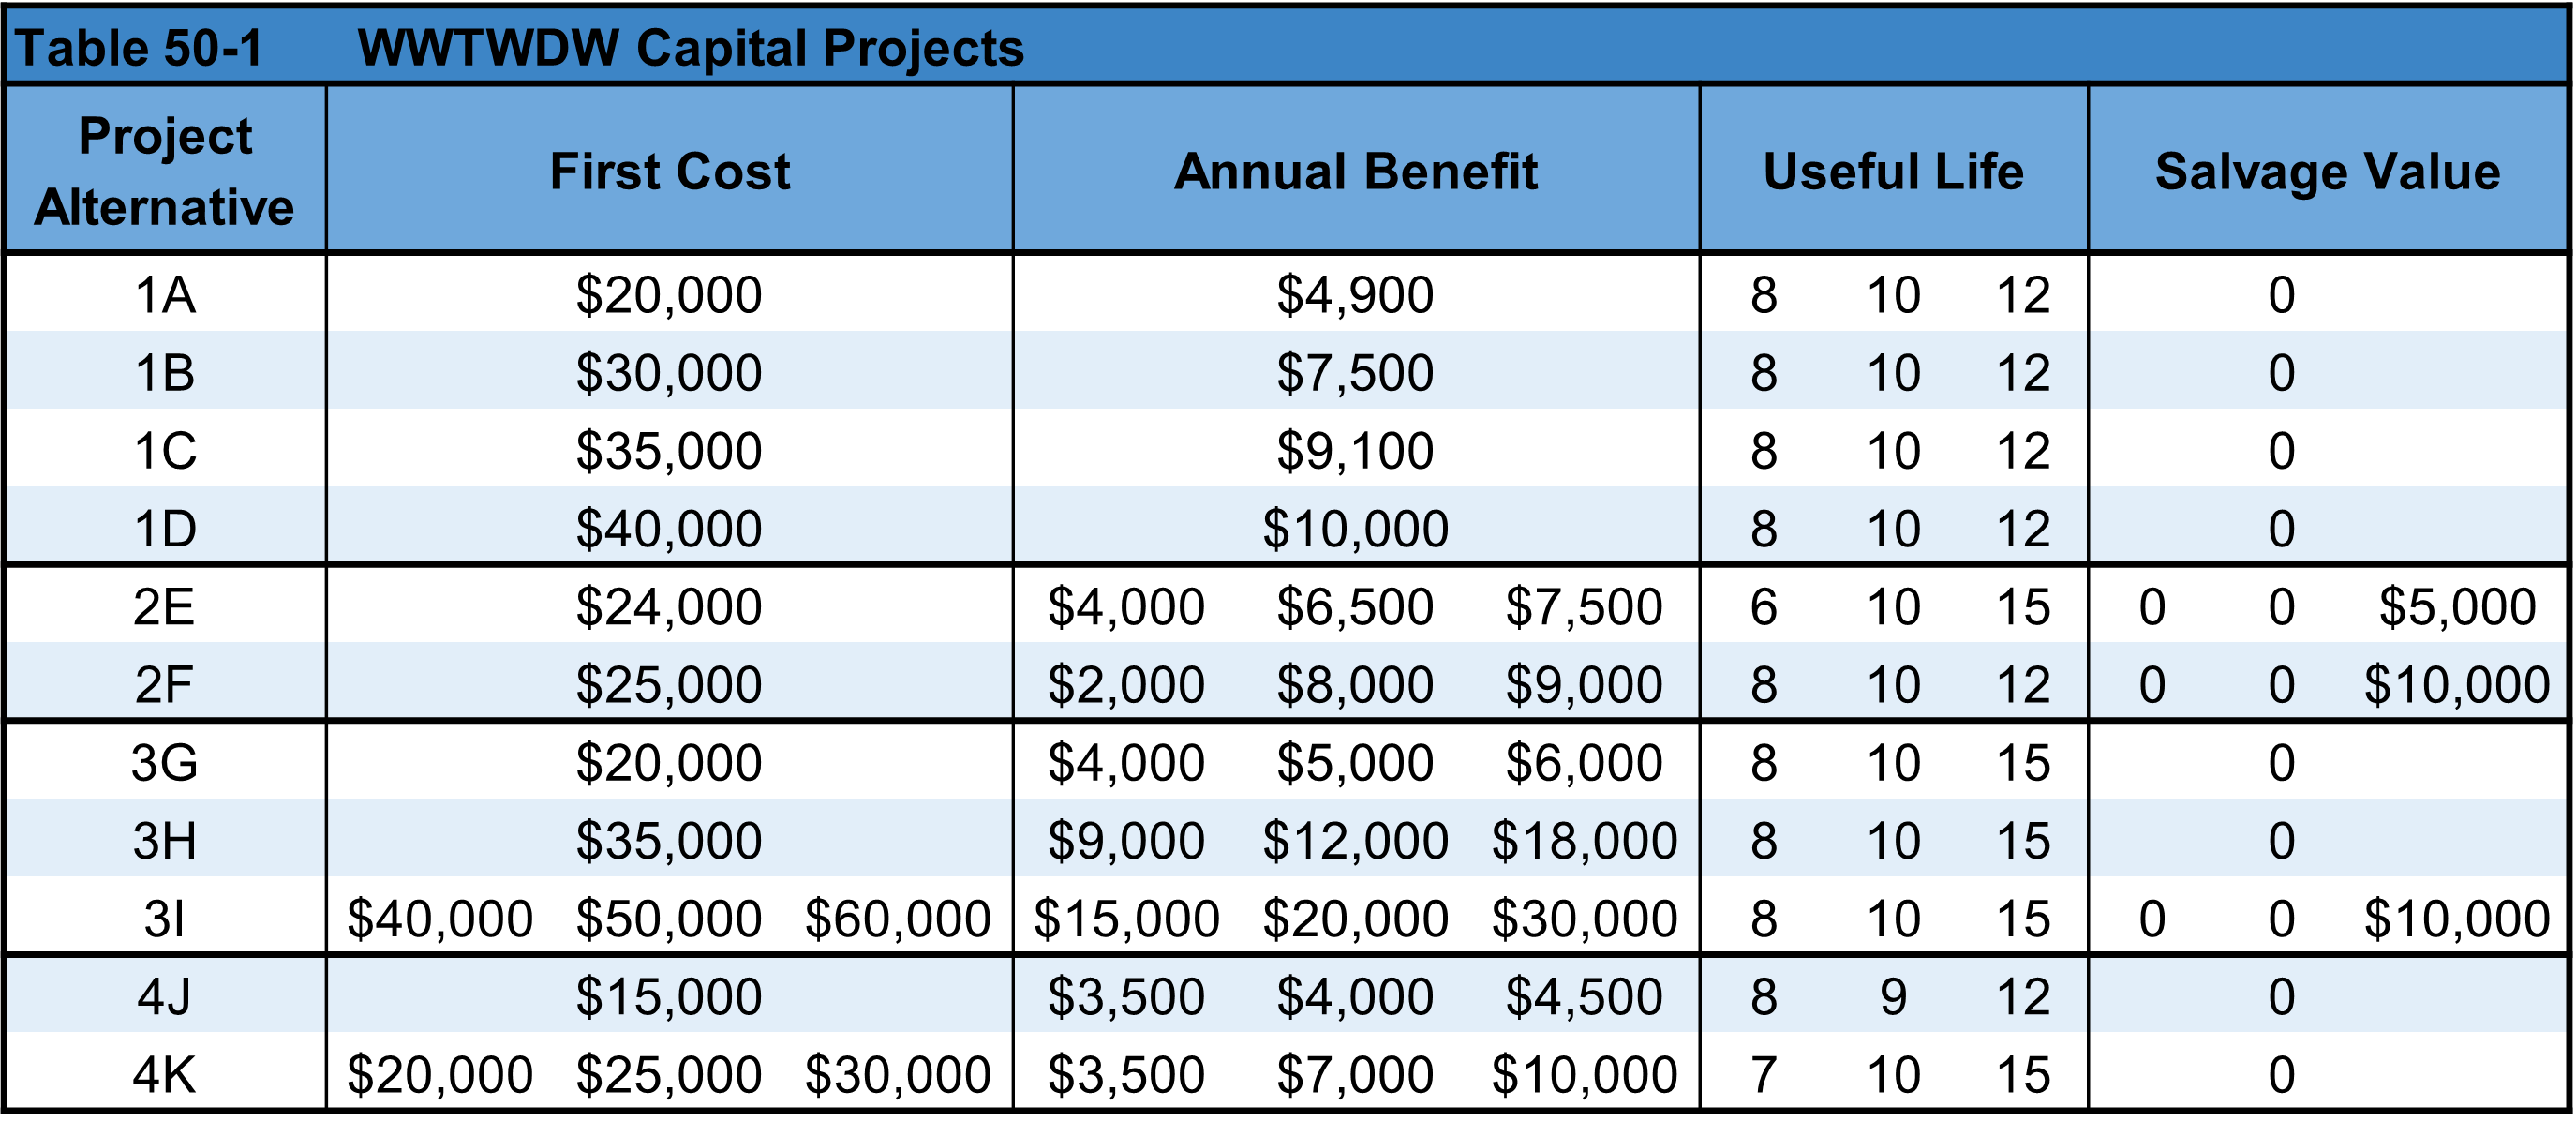 Table 50-1 WWTWDW Capital Projects
Project Alternative First Cost Annual Benefit Useful Life Salvage Value
1A $20,000 $4,900 8 10 12 0
1B $30,000 $7,500 8 10 12 0
1C $35,000 $9,100 8 10 12 0
1D $40,000 $10,000 8 10 12 0
2E $24,000 $4,000 $6,500 $7,500 6 10 15 0 0 $5,000
2F $25,000 $2,000 $8,000 $9,000 8 10 12 0 0 $10,000
3G $20,000 $4,000 $5,000 $6,000 8 10 15 0
3H $35,000 $9,000 $12,000 $18,000 8 10 15 0
3I $40,000 $50,000 $60,000 $15,000 $20,000 $30,000 8 10 15 0 0 $10,000
4J $15,000 $3,500 $4,000 $4,500 8 9 12 0
4K $20,000 $25,000 $30,000 $3,500 $7,000 $10,000 7 10 15 0